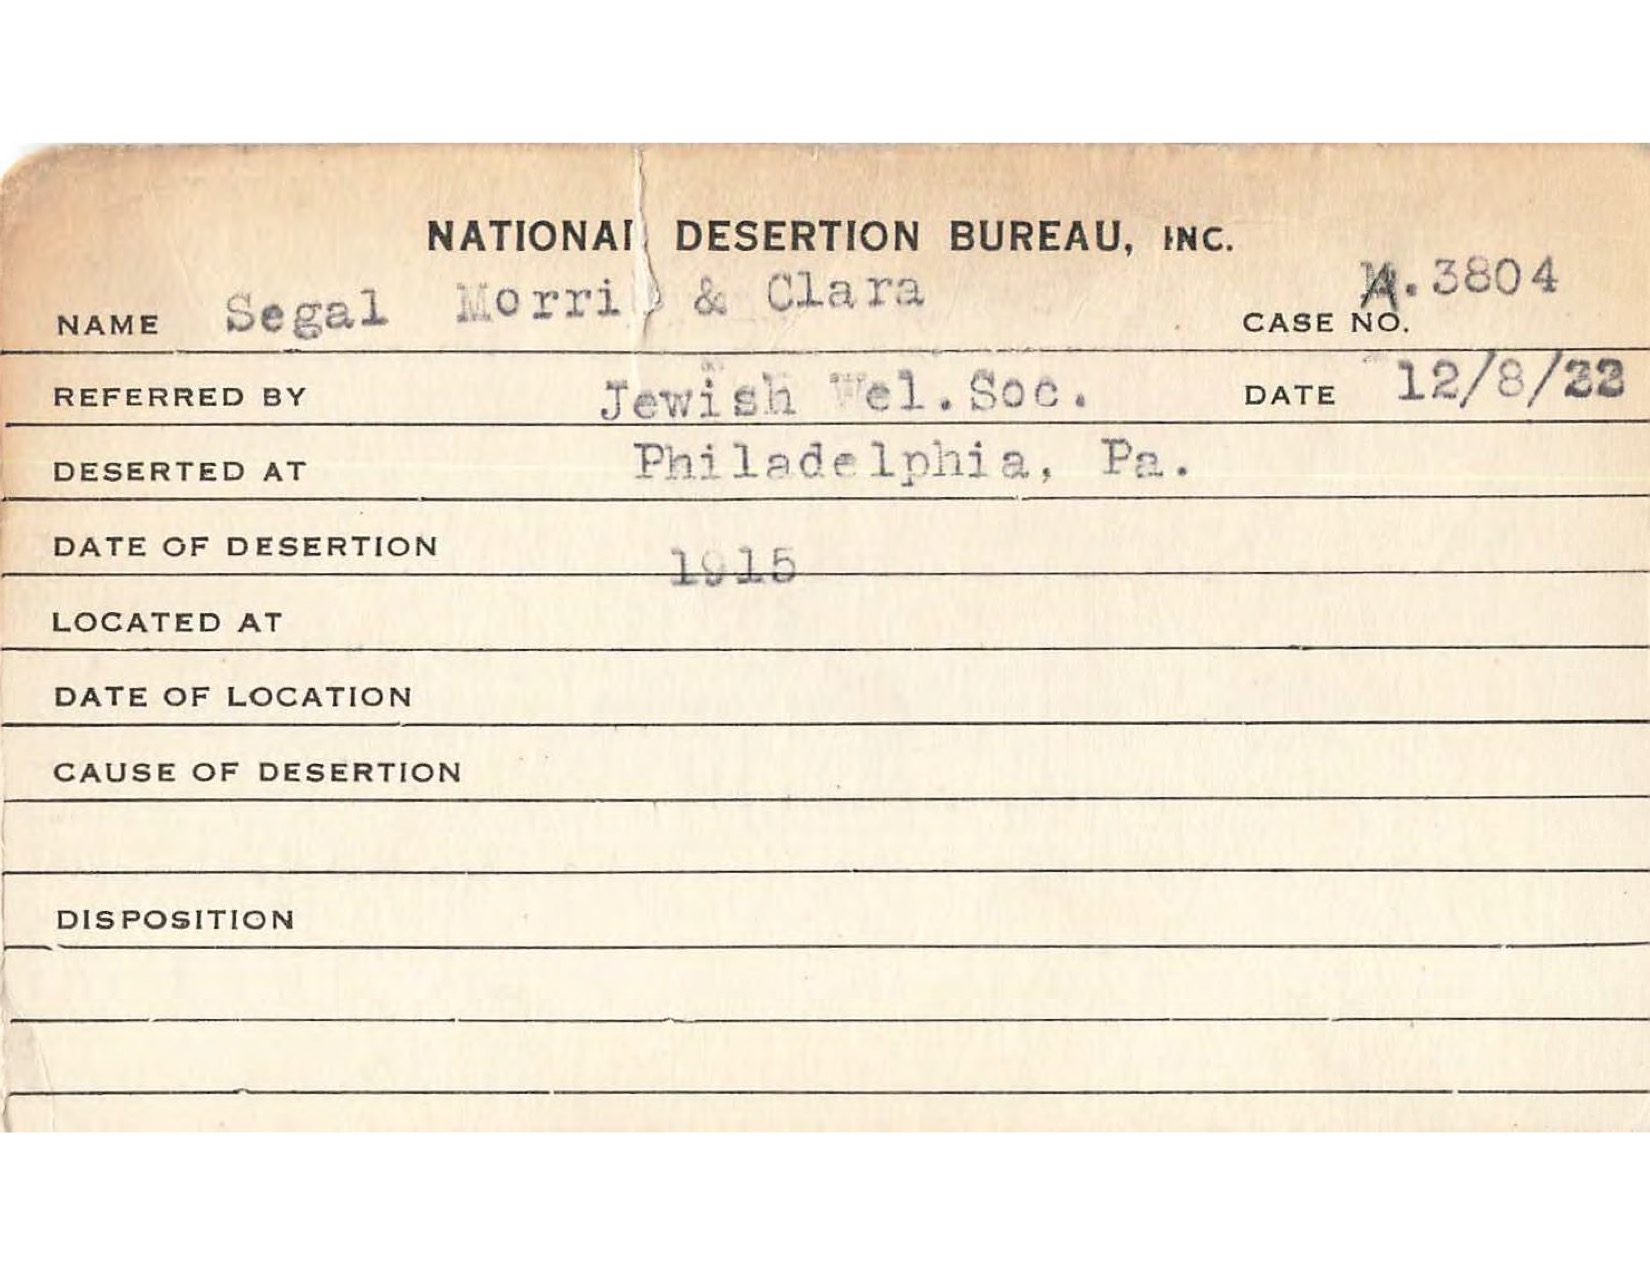 NATIONAL DESERTION BUREAU, INC.
NAME Segal Morris & Clara CASE NO. A.3804
REFERRED BY Jewish Wel.Soc. DATE 12/8/22
DESERTED AT Philadelphia, Pa.
DATE OF DESERTION 1915
LOCATED AT
DATE OF LOCATION
CAUSE OF DESERTION
DISPOSITION